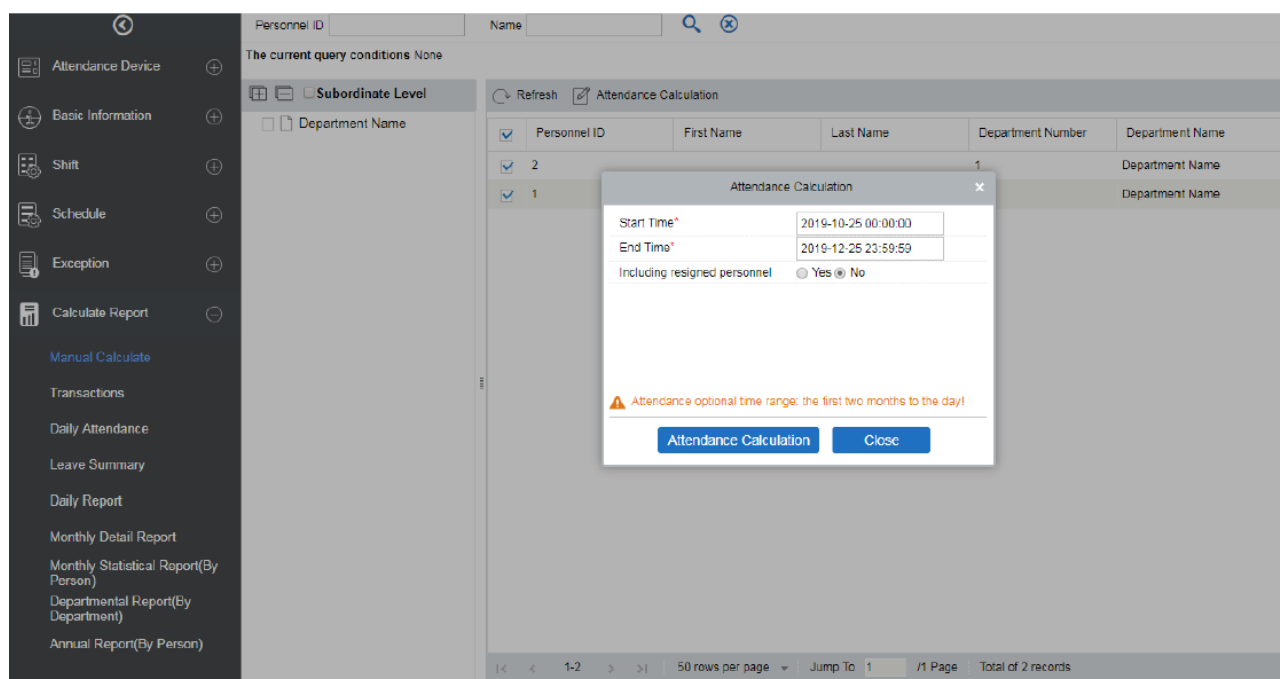 Personnel ID Name
The current query conditions None
Attendance Device
Basic Information
Shift
Schedule
Exception
Calculate Report
Manual Calculate
Transactions
Daily Attendance
Leave Summary
Daily Report
Monthly Detail Report
Monthly Statistical Report(By
Person)
Departmental Report(By
Department)
Annual Report(By Person)
Subordinate Level
Department Name
Refresh Attendance Calculation
Personnel ID First Name Last Name Department Number Department Name
2 1 Department Name
1 Department Name
Attendance Calculation
Start Time* 2019-10-25 00:00:00
End Time* 2019-12-25 23:59:59
Including resigned personnel Yes No
Attendance optional time range: the first two months to the day!
Attendance Calculation Close
1-2 50 rows per page Jump To 1 /1 Page Total of 2 records